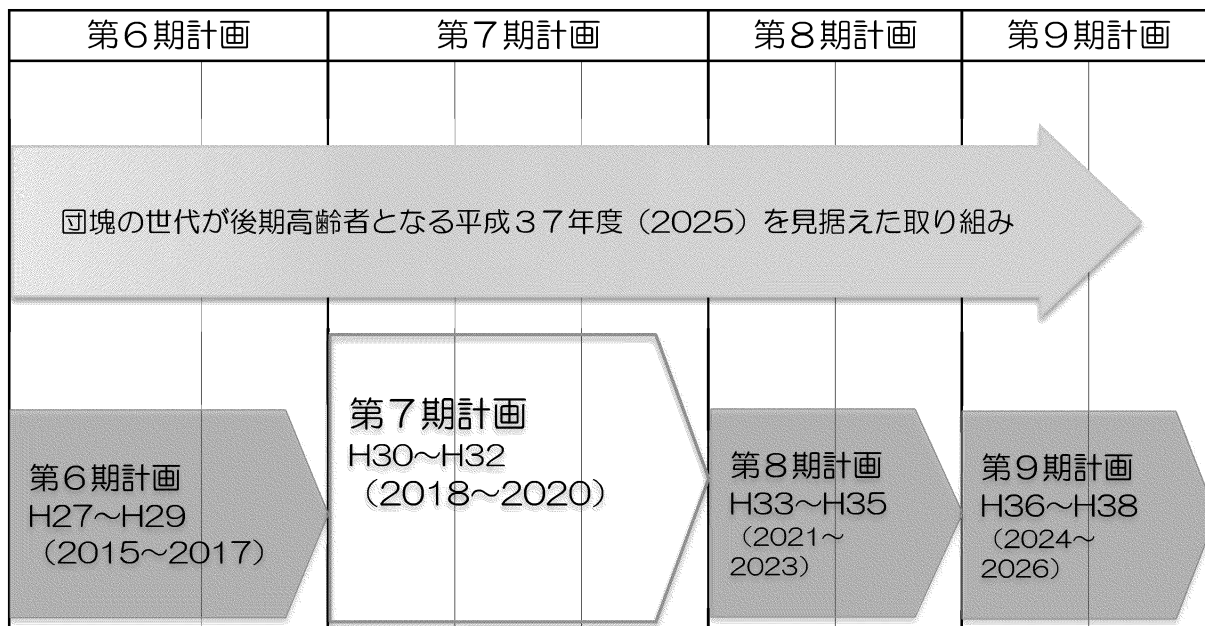 第６期計画
第７期計画
第８期計画
第９期計画
団塊の世代が後期高齢者となる平成３７年度（2025）を見据えた取り組み
第６期計画
H27～H29
（2015～2017）
第７期計画
H30～H32
（2018～2020）
第８期計画
H33～H35
（2021～
2023）
第９期計画
H36～H38
（2024～
2026）